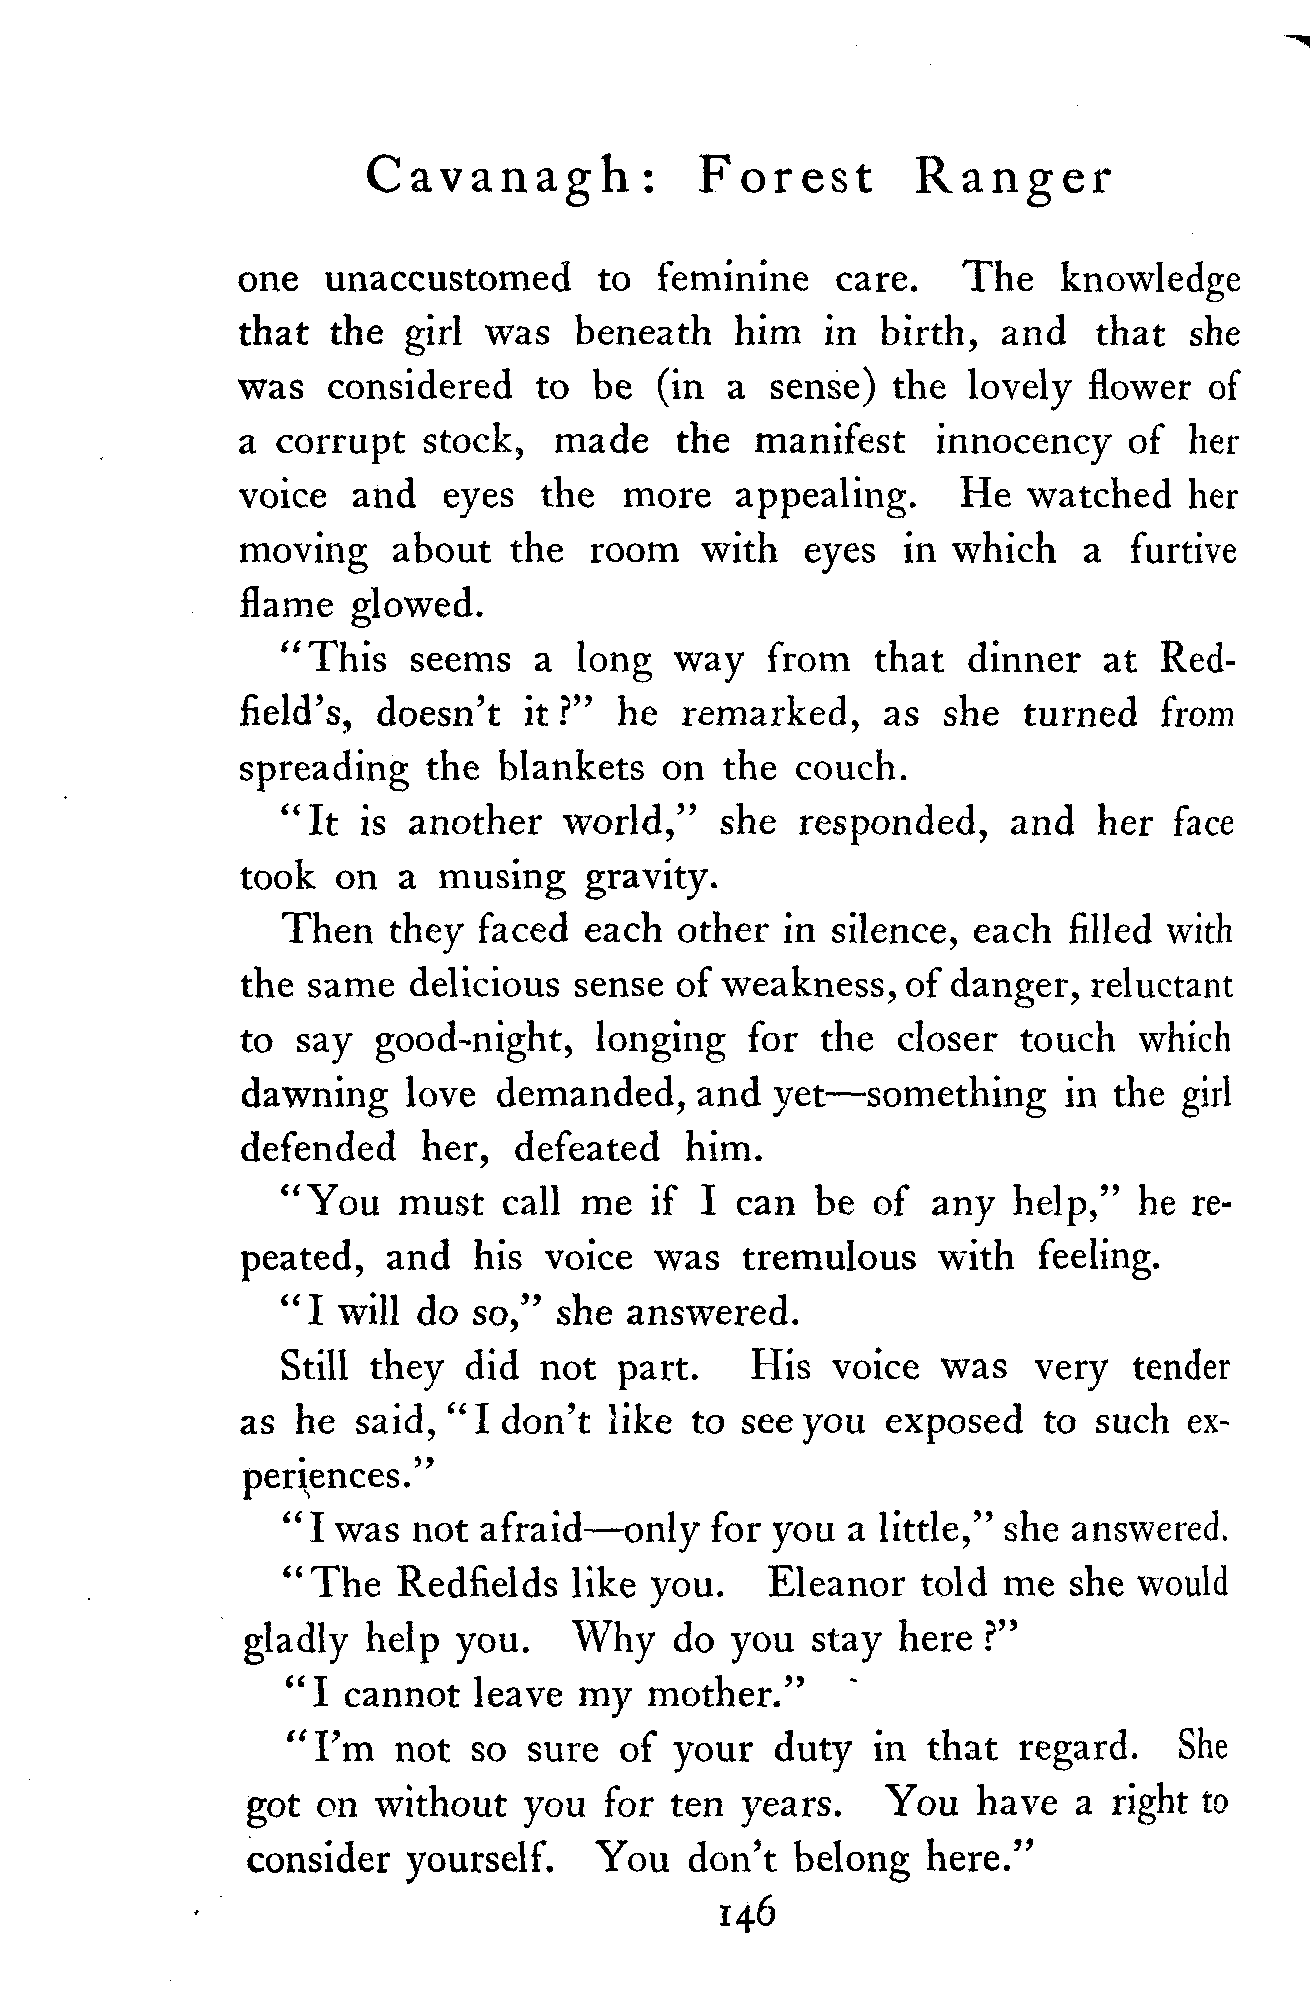 Cavanagh: Forest Ranger
one unaccustomed to feminine care. The knowledge
that the girl was beneath him in birth, and that she
was considered to be (in a sense) the lovely flower of
a corrupt stock, made the manifest innocency of her
voice and eyes the more appealing. He watched her
moving about the room with eyes in which a furtive
flame glowed.
"This seems a long way from that dinner at Red-
field's, doesn't it?" he remarked, as she turned from
spreading the blankets on the couch.
"It is another world," she responded, and her face
took on a musing gravity.
Then they faced each other in silence, each filled with
the same delicious sense of weakness, of danger, reluctant
to say good-night, longing for the closer touch which
dawning love demanded, and yet—something in the girl
defended her, defeated him.
"You must call me if I can be of any help," he re-
peated, and his voice was tremulous with feeling.
"I will do so," she answered.
Still they did not part. His voice was very tender
as he said, "I don't like to see you exposed to such ex-
periences."
"I was not afraid—only for you a little," she answered.
"The Redfields like you. Eleanor told me she would
gladly help you. Why do you stay here?"
"I cannot leave my mother."
"I'm not so sure of your duty in that regard. She
got on without you for ten years. You have a right to
consider yourself. You don't belong here."
146